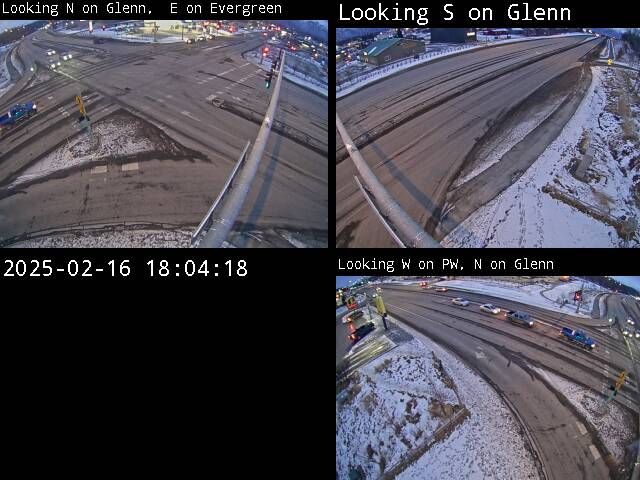 Looking N on Glenn,  E on Evergreen
Looking S on Glenn
2025-02-16 18:04:18
Looking W on PW, N on Glenn